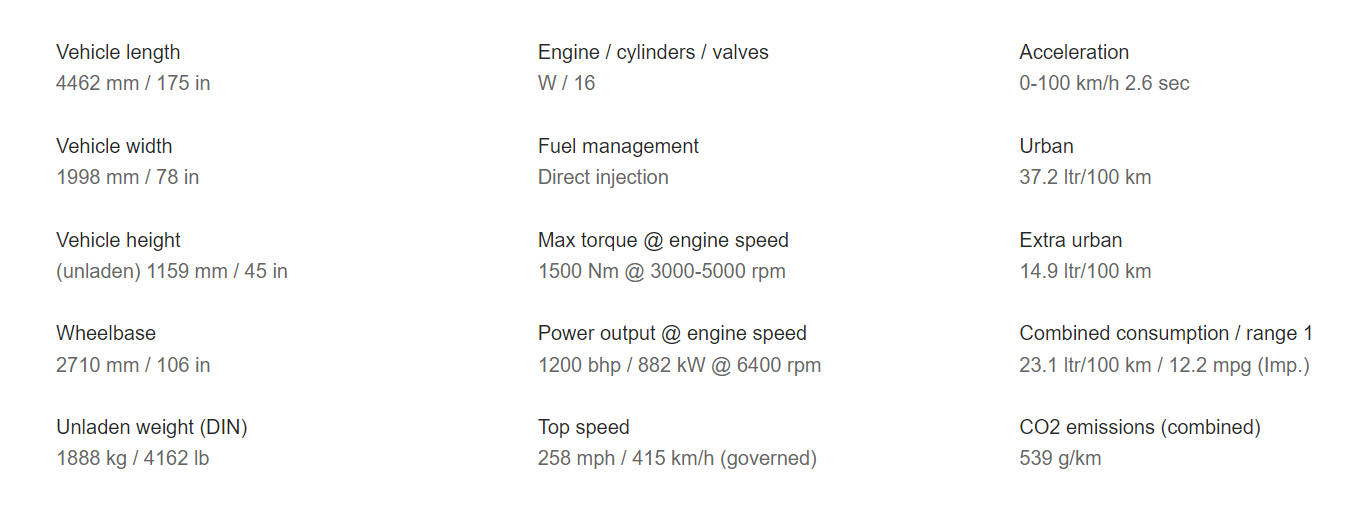 Vehicle length
4462 mm / 175 in
Vehicle width
1998 mm / 78 in
Vehicle height
(unladen) 1159 mm / 45 in
Wheelbase
2710 mm / 106 in
Unladen weight (DIN)
1888 kg / 4162 lb
Engine / cylinders / valves
W / 16
Fuel management
Direct injection
Max torque @ engine speed
1500 Nm @ 3000-5000 rpm
Power output @ engine speed
1200 bhp / 882 kW @ 6400 rpm
Top speed
258 mph / 415 km/h (governed)
Acceleration
0-100 km/h 2.6 sec
Urban
37.2 ltr/100 km
Extra urban
14.9 ltr/100 km
Combined consumption / range 1
23.1 ltr/100 km / 12.2 mpg (Imp.)
CO2 emissions (combined)
539 g/km